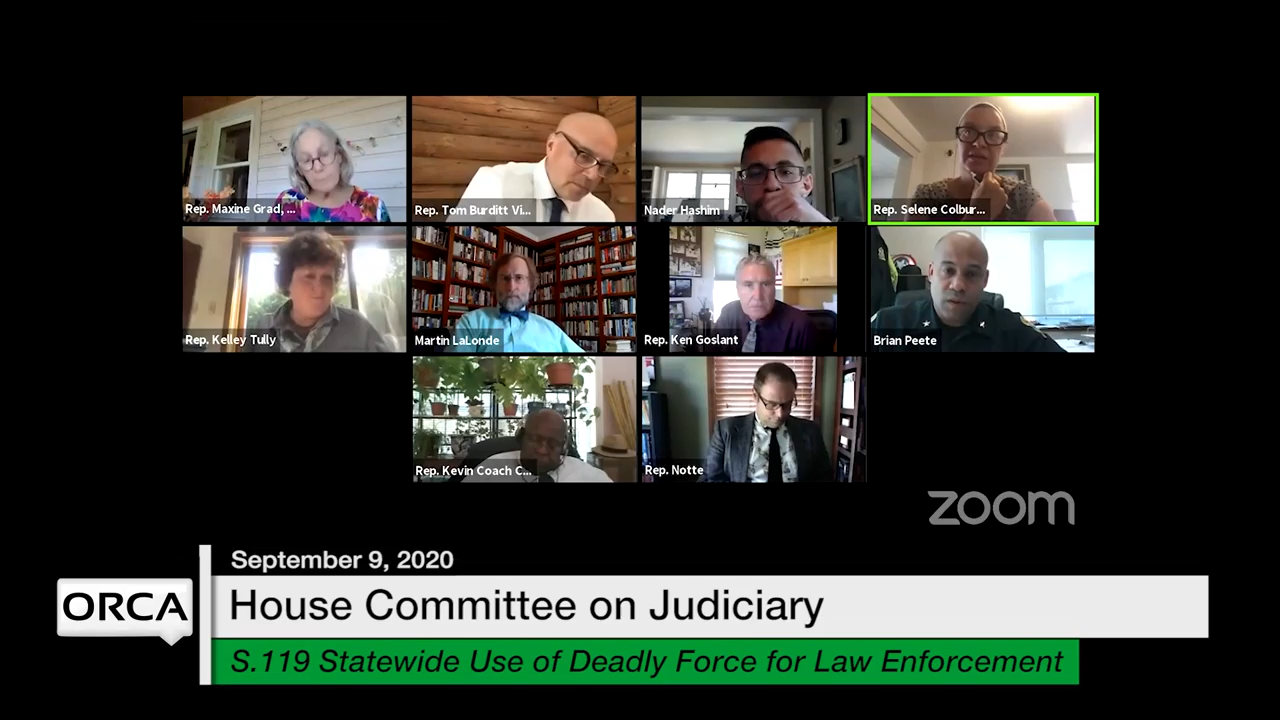 Rep. Maxine Grad, ...
Rep. Tom Burditt Vi...
Nader Hashim
Rep. Selene Colbur...
Rep. Kelley Tully
Martin LaLonde
Rep. Ken Goslant
Brian Peete
Rep. Kevin Coach C...
Rep. Notte
zoom
September 9, 2020
ORCA
House Committee on Judiciary
S.119 Statewide Use of Deadly Force for Law Enforcement